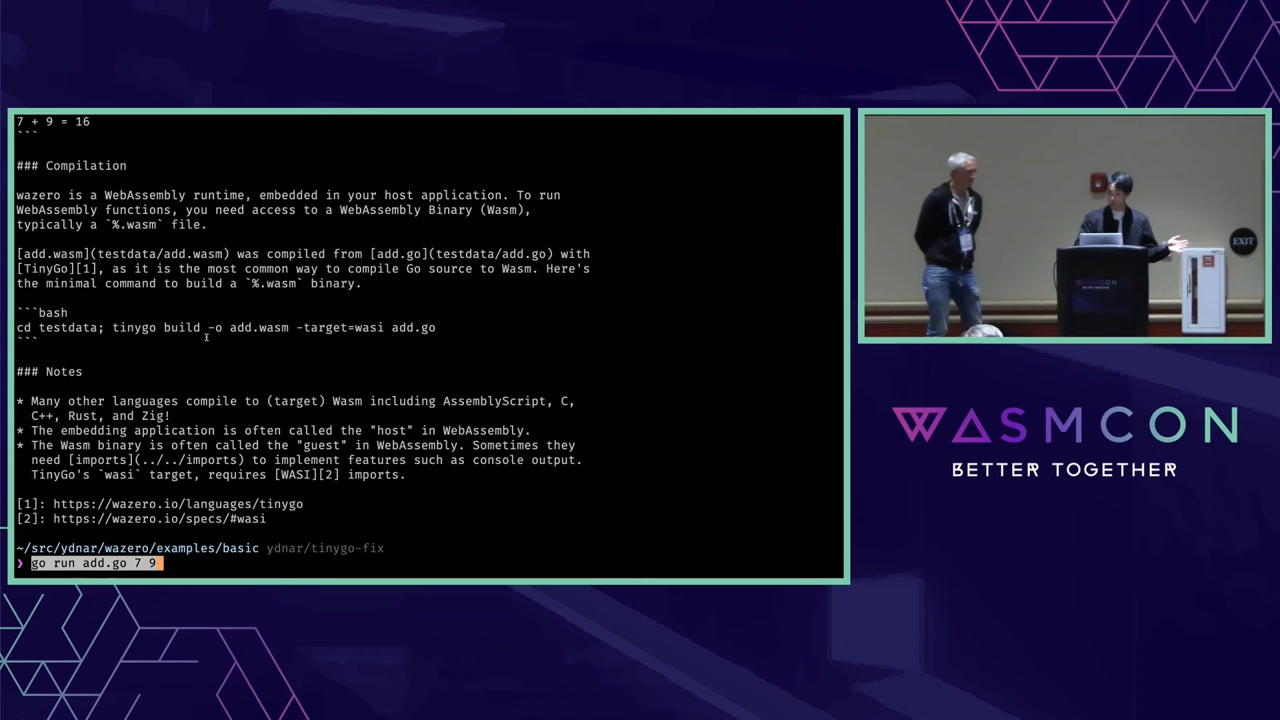 7 + 9 = 16
```
### Compilation
wazero is a WebAssembly runtime, embedded in your host application. To run
WebAssembly functions, you need access to a WebAssembly Binary (Wasm),
typically a `%.wasm` file.
[add.wasm](testdata/add.wasm) was compiled from [add.go](testdata/add.go) with
[TinyGo][1], as it is the most common way to compile Go source to Wasm. Here's
the minimal command to build a `%.wasm` binary.
```bash
cd testdata; tinygo build -o add.wasm -target=wasi add.go
```
### Notes
* Many other languages compile to (target) Wasm including AssemblyScript, C,
C++, Rust, and Zig!
* The embedding application is often called the "host" in WebAssembly.
* The Wasm binary is often called the "guest" in WebAssembly. Sometimes they
need [imports](../../imports) to implement features such as console output.
TinyGo's `wasi` target, requires [WASI][2] imports.
[1]: https://wazero.io/languages/tinygo
[2]: https://wazero.io/specs/#wasi
~/src/ydnar/wazero/examples/basic ydnar/tinygo-fix
❯ go run add.go 7 9
EXIT
WASMCON
BETTER TOGETHER
WASMCON
BETTER TOGETHER